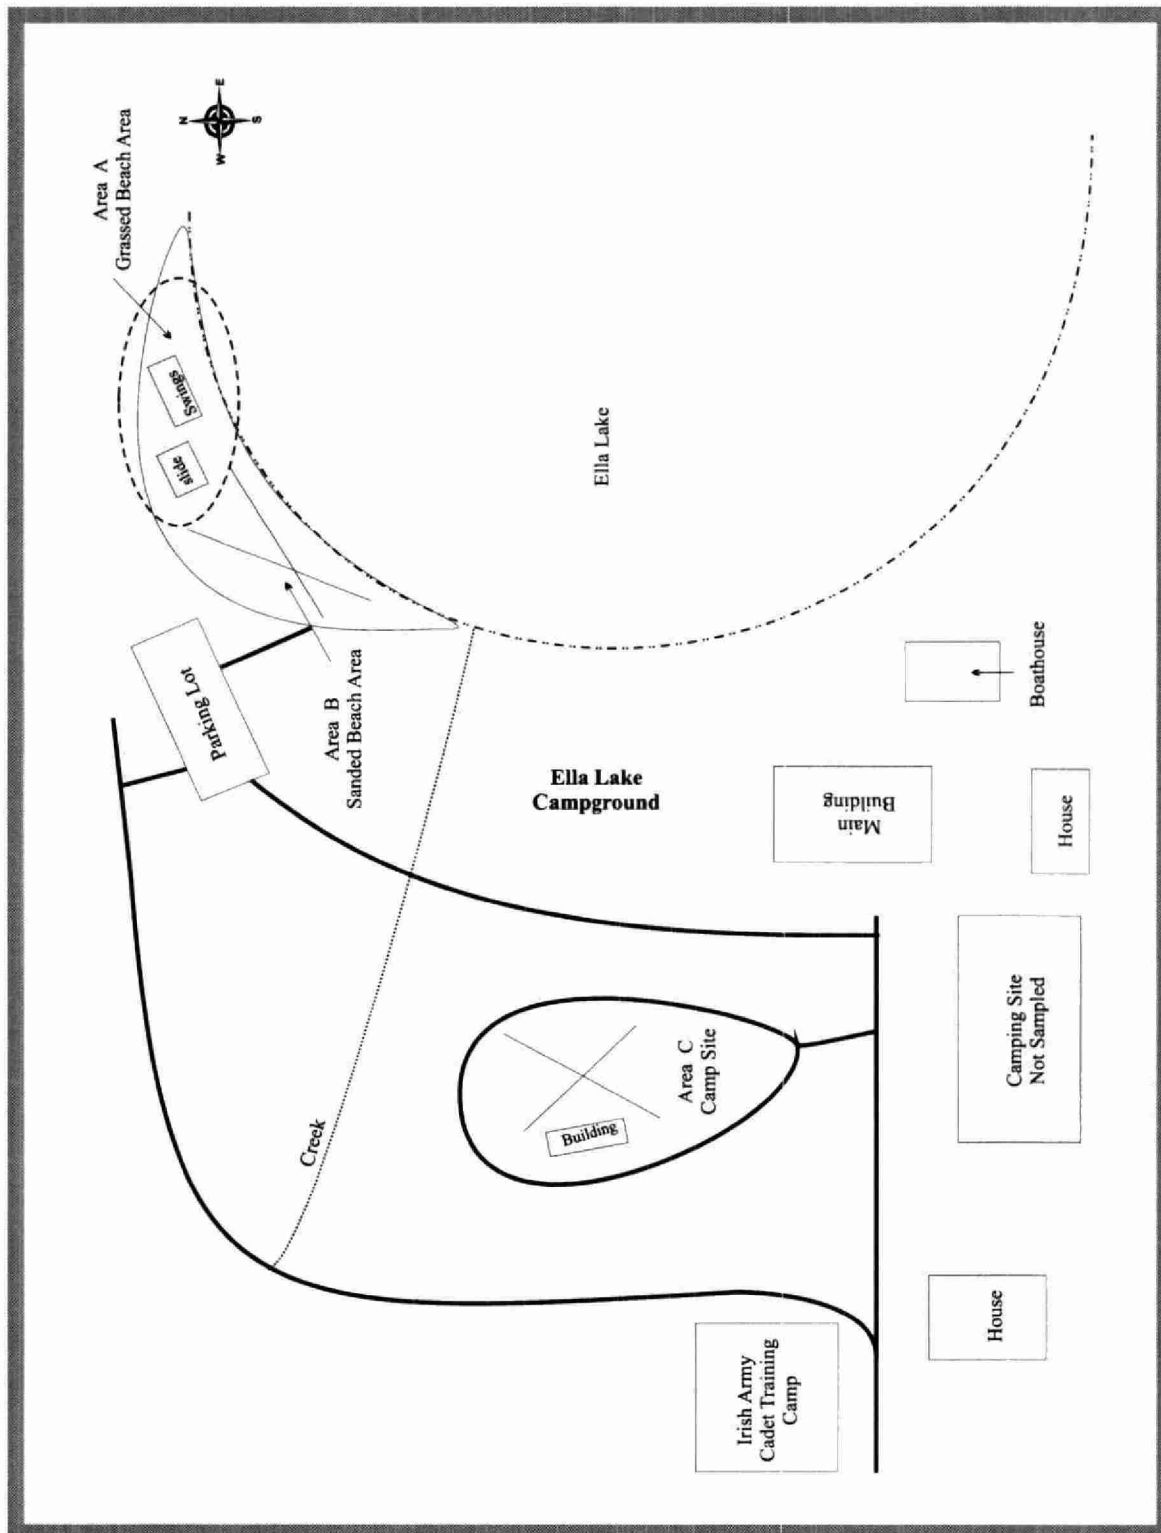 N
E
S
W
Area A
Grassed Beach Area
Swings
slide
Parking Lot
Area B
Sanded Beach Area
Ella Lake
Creek
Ella Lake
Campground
Boathouse
Main
Building
House
Building
Area C
Camp Site
Camping Site
Not Sampled
Irish Army
Cadet Training
Camp
House